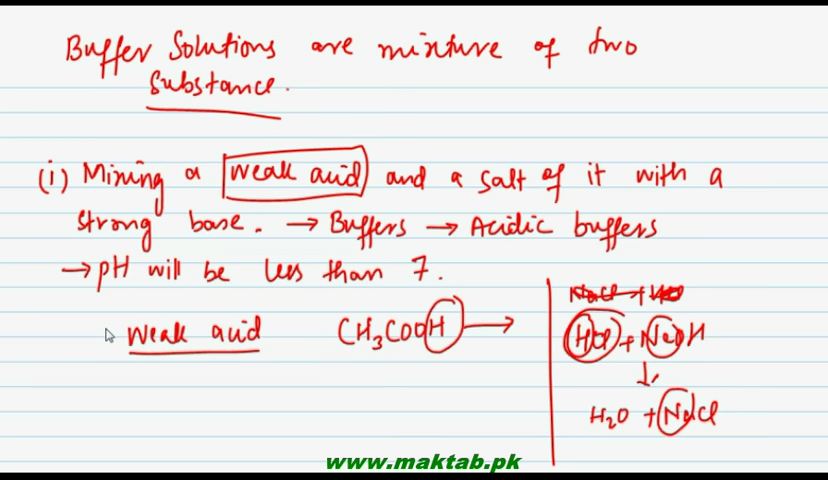 Buffer Solutions are mixture of two
Substance.
(i) Mixing a weak acid and a salt of it with a
strong base. → Buffers → Acidic buffers
→ pH will be less than 7.
Weak acid CH₃COOH →
HCl + NaOH
↓
H₂O + NaCl
www.maktab.pk